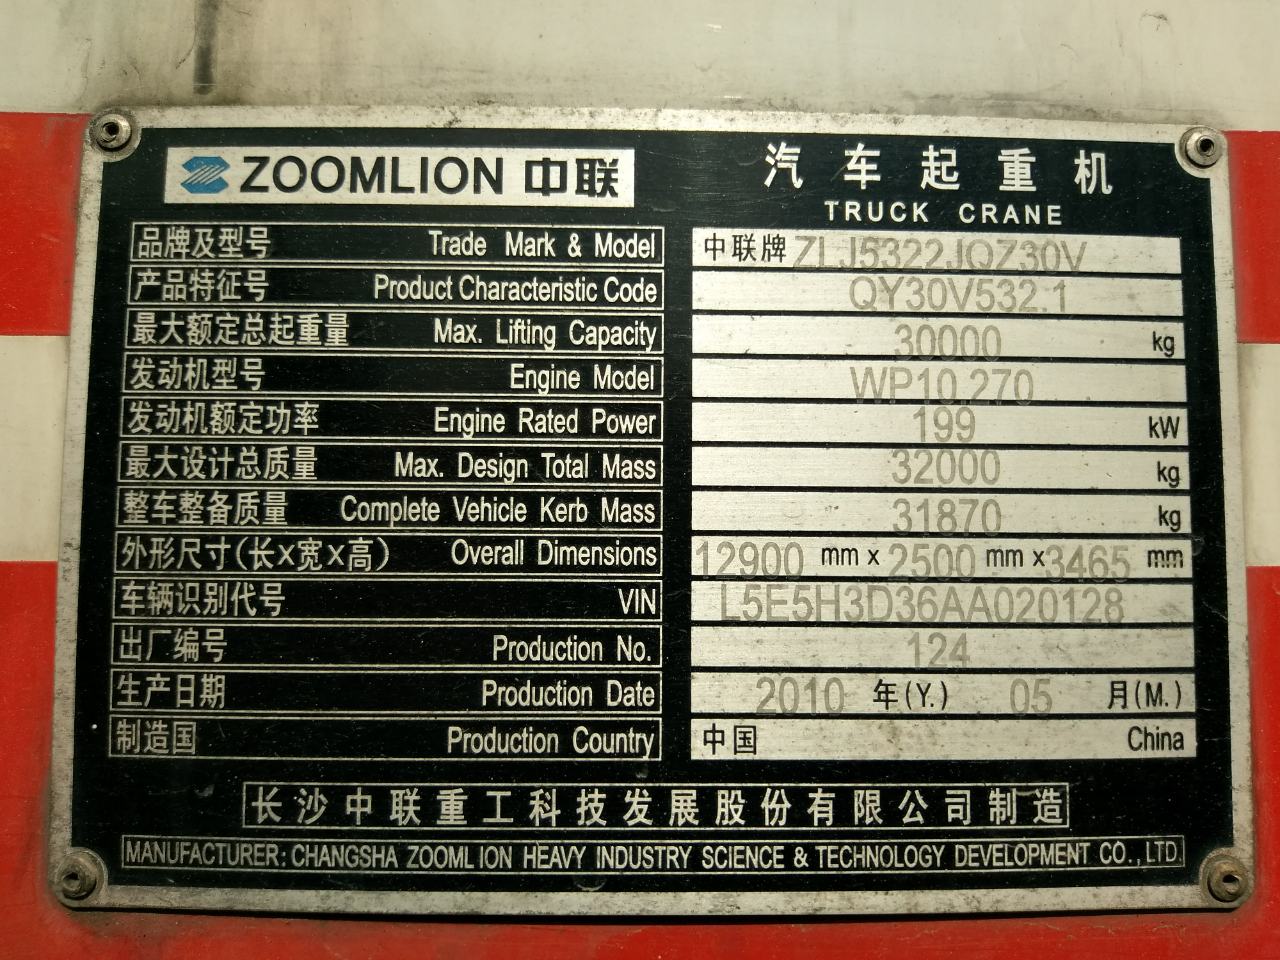 ZOOMLION 中联
汽车起重机
TRUCK CRANE
品牌及型号 Trade Mark & Model 中联牌 ZLJ5322JQZ30V
产品特征号 Product Characteristic Code QY30V532.1
最大额定总起重量 Max. Lifting Capacity 30000 kg
发动机型号 Engine Model WP10.270
发动机额定功率 Engine Rated Power 199 kW
最大设计总质量 Max. Design Total Mass 32000 kg
整车整备质量 Complete Vehicle Kerb Mass 31870 kg
外形尺寸(长X宽X高) Overall Dimensions 12900 mm x 2500 mm x 3465 mm
车辆识别代号 VIN L5E5H3D36AA020128
出厂编号 Production No. 124
生产日期 Production Date 2010 年(Y.) 05 月(M.)
制造国 Production Country 中国 China
长沙中联重工科技发展股份有限公司制造
MANUFACTURER: CHANGSHA ZOOMLION HEAVY INDUSTRY SCIENCE & TECHNOLOGY DEVELOPMENT CO., LTD.